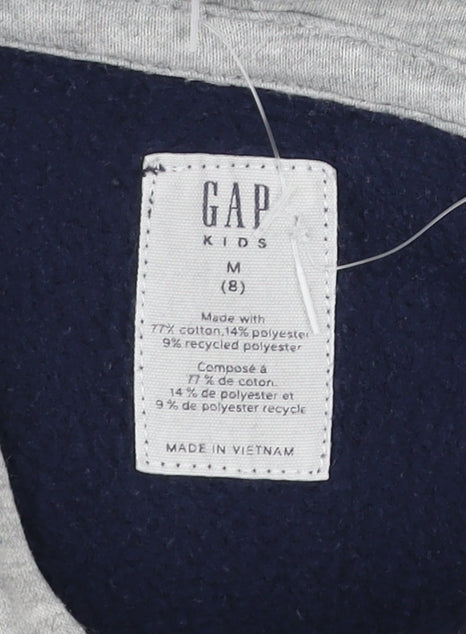 GAP
KIDS
M
(8)
Made with
77% cotton, 14% polyester
9% recycled polyester
Composé à
77 % de coton.
14 % de polyester et
9 % de polyester recycle
MADE IN VIETNAM